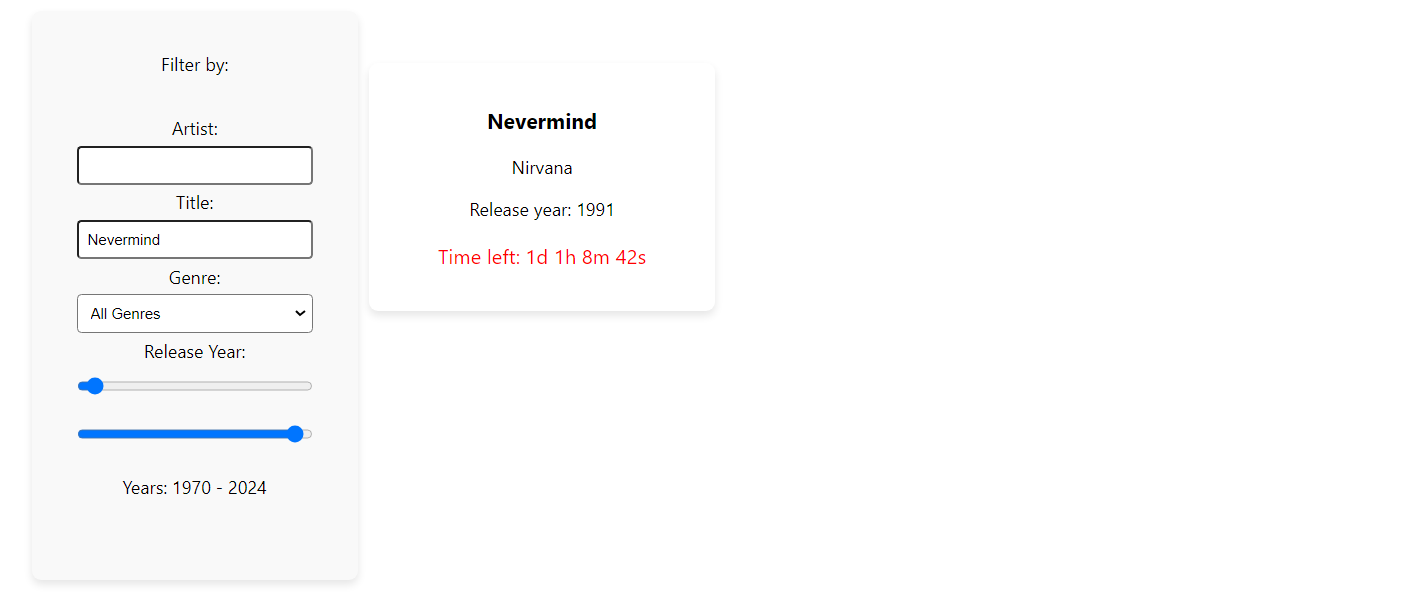 Filter by:
Artist:
Title:
Nevermind
Genre:
All Genres
Release Year:
Years: 1970 - 2024
Nevermind
Nirvana
Release year: 1991
Time left: 1d 1h 8m 42s